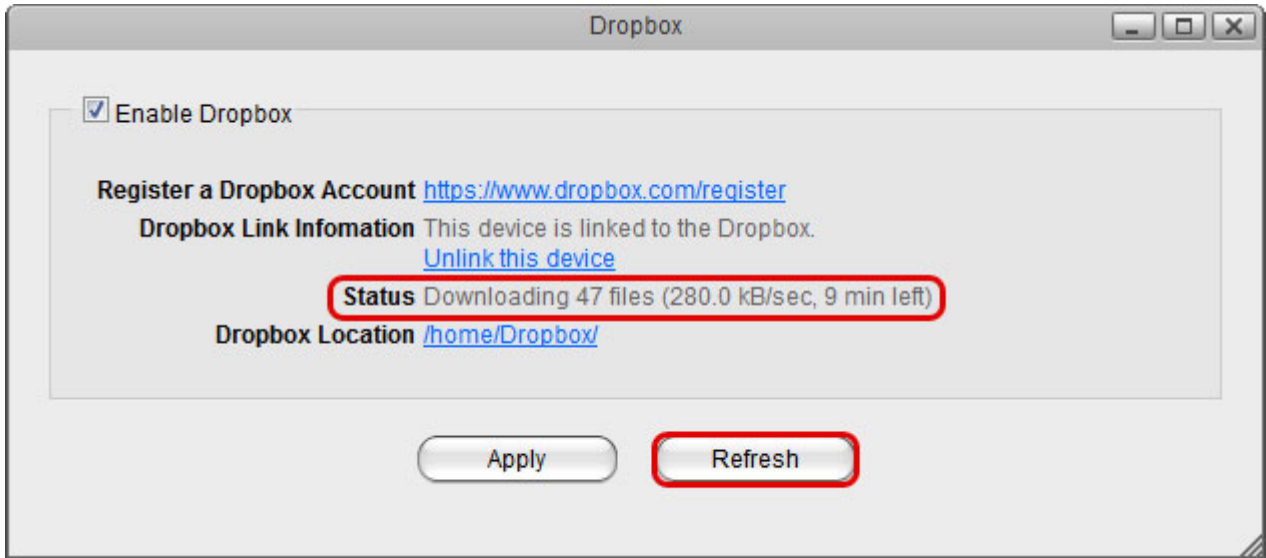 Dropbox
Enable Dropbox
Register a Dropbox Account https://www.dropbox.com/register
Dropbox Link Infomation This device is linked to the Dropbox.
Unlink this device
Status Downloading 47 files (280.0 kB/sec, 9 min left)
Dropbox Location /home/Dropbox/
Apply Refresh